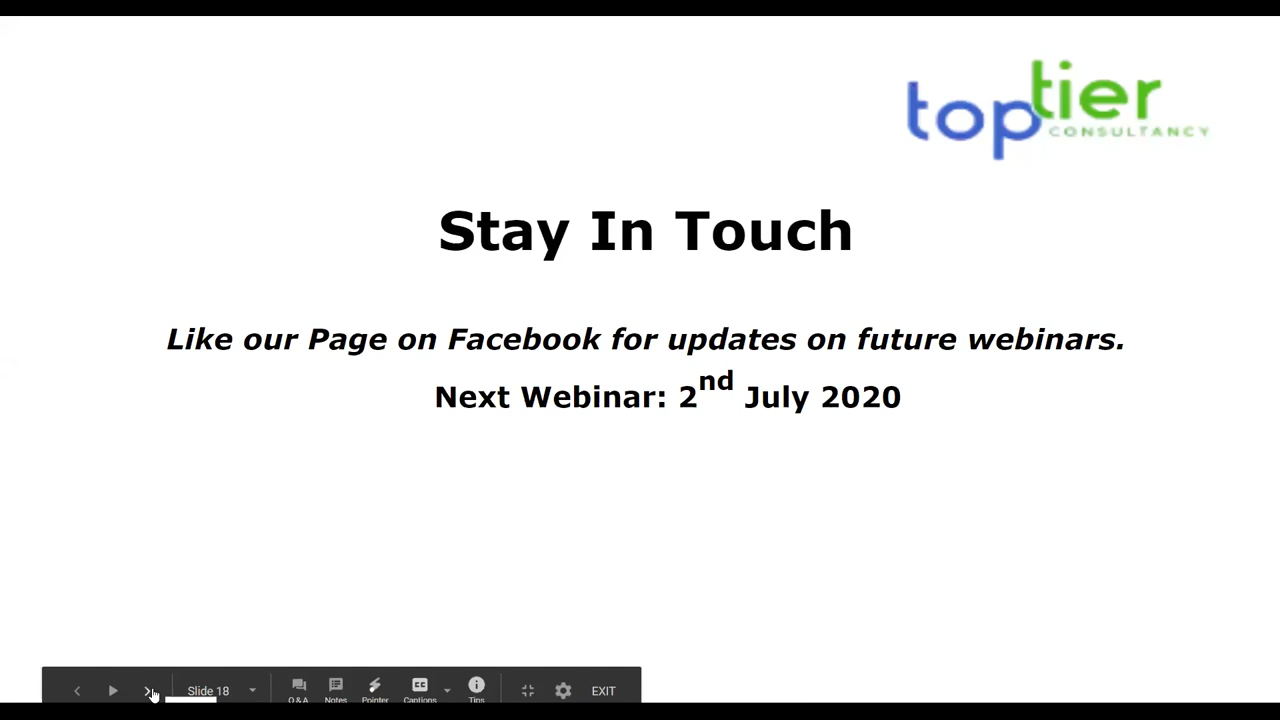 toptier
CONSULTANCY
Stay In Touch
Like our Page on Facebook for updates on future webinars.
Next Webinar: 2nd July 2020
Slide 18
Q&A
Notes
Pointer
Captions
Tips
EXIT